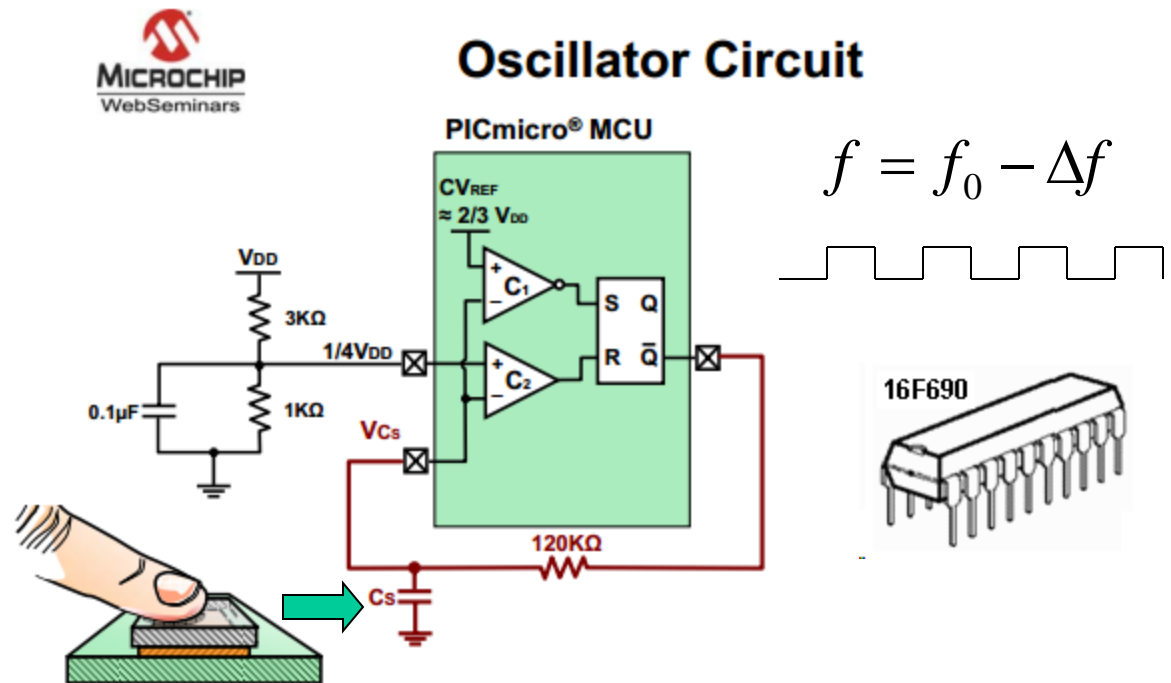 MICROCHIP
WebSeminars
Oscillator Circuit
PICmicro® MCU
f = f₀ − Δf
CVREF
≈ 2/3 VDD
VDD
+
C1
−
S Q
3KΩ
1/4VDD
+
C2
−
R Q̅
16F690
0.1µF
1KΩ
VCS
120KΩ
CS